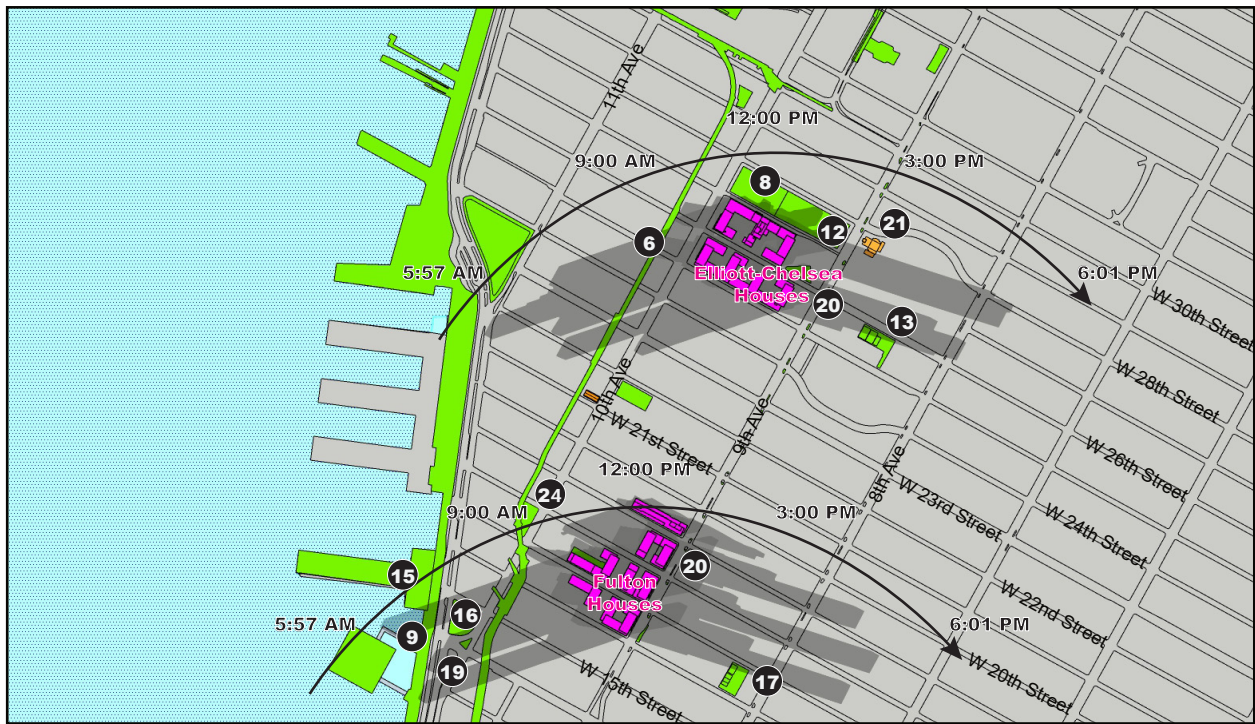 11th Ave
12:00 PM
9:00 AM
3:00 PM
8
12
21
6
5:57 AM
Elliott-Chelsea
Houses
6:01 PM
20
13
W 30th Street
W 28th Street
10th Ave
W 21st Street
9th Ave
W 26th Street
12:00 PM
8th Ave
24
9:00 AM
3:00 PM
W 23rd Street
W 24th Street
15
20
Fulton
Houses
W 22nd Street
5:57 AM
16
9
6:01 PM
19
17
W 20th Street
W 15th Street